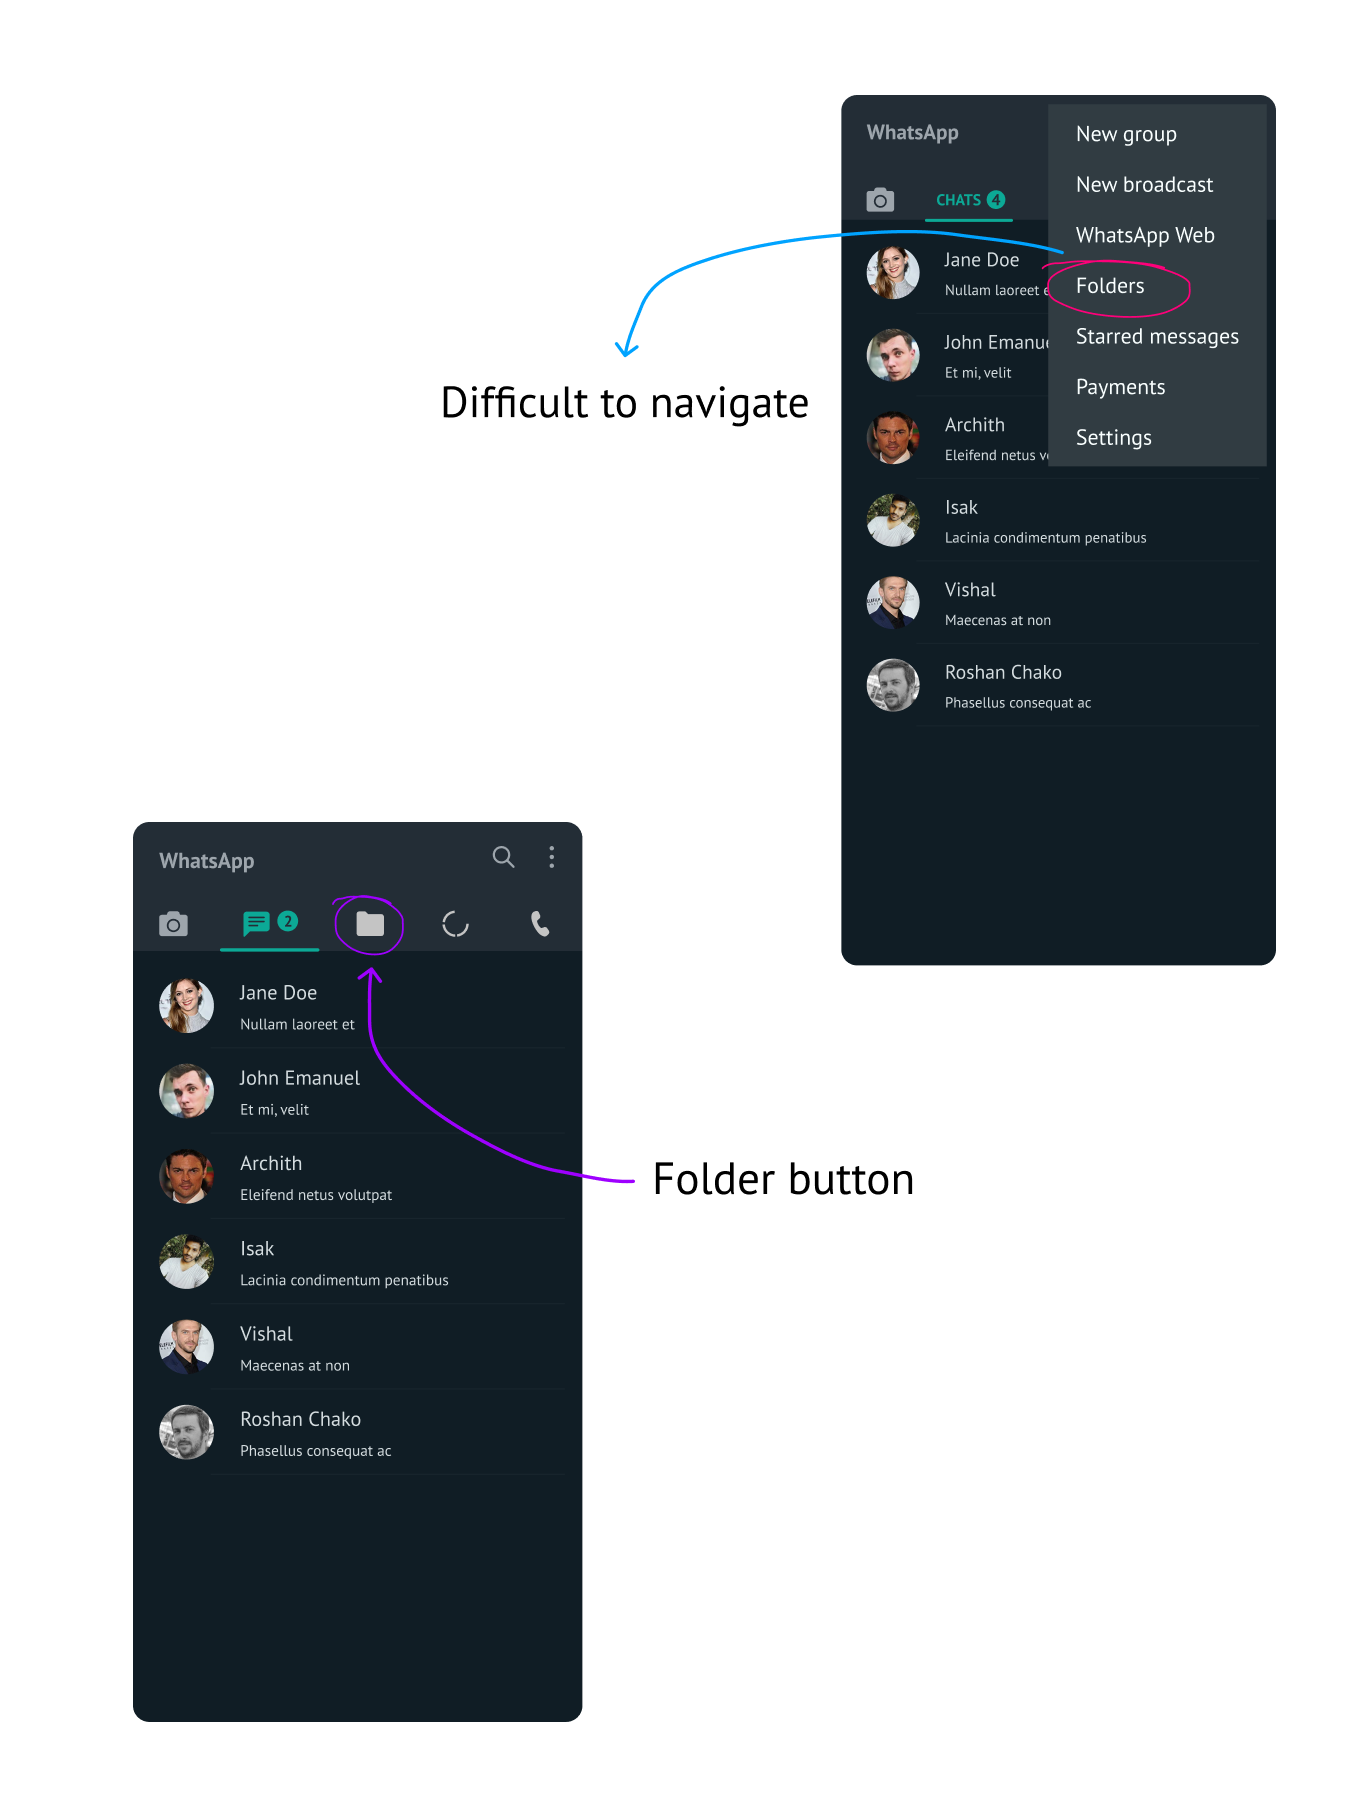 WhatsApp
New group
New broadcast
CHATS 4
WhatsApp Web
Jane Doe
Nullam laoreet e
Folders
John Emanue
Et mi, velit
Starred messages
Difficult to navigate
Payments
Archith
Eleifend netus v
Settings
Isak
Lacinia condimentum penatibus
Vishal
Maecenas at non
Roshan Chako
Phasellus consequat ac
WhatsApp
2
Jane Doe
Nullam laoreet et
John Emanuel
Et mi, velit
Archith
Eleifend netus volutpat
Folder button
Isak
Lacinia condimentum penatibus
Vishal
Maecenas at non
Roshan Chako
Phasellus consequat ac